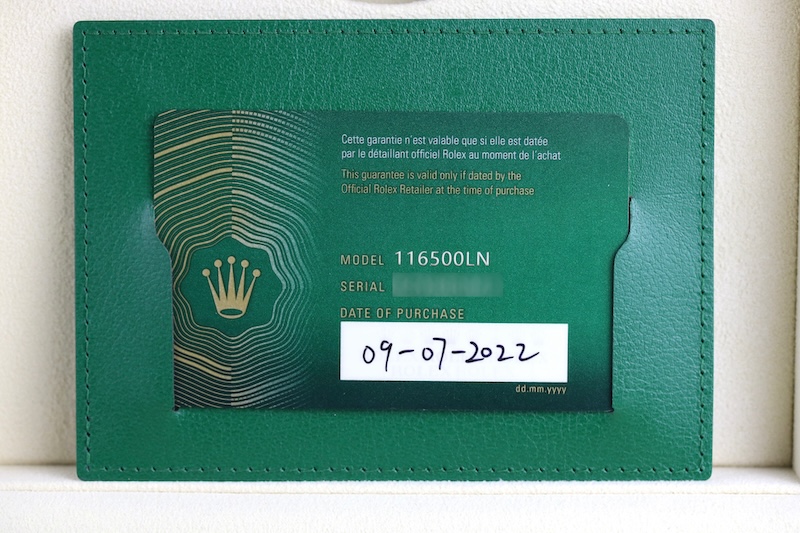 Cette garantie n'est valable que si elle est datée
par le détaillant officiel Rolex au moment de l'achat
This guarantee is valid only if dated by the
Official Rolex Retailer at the time of purchase
MODEL 116500LN
SERIAL
DATE OF PURCHASE
09-07-2022
dd.mm.yyyy